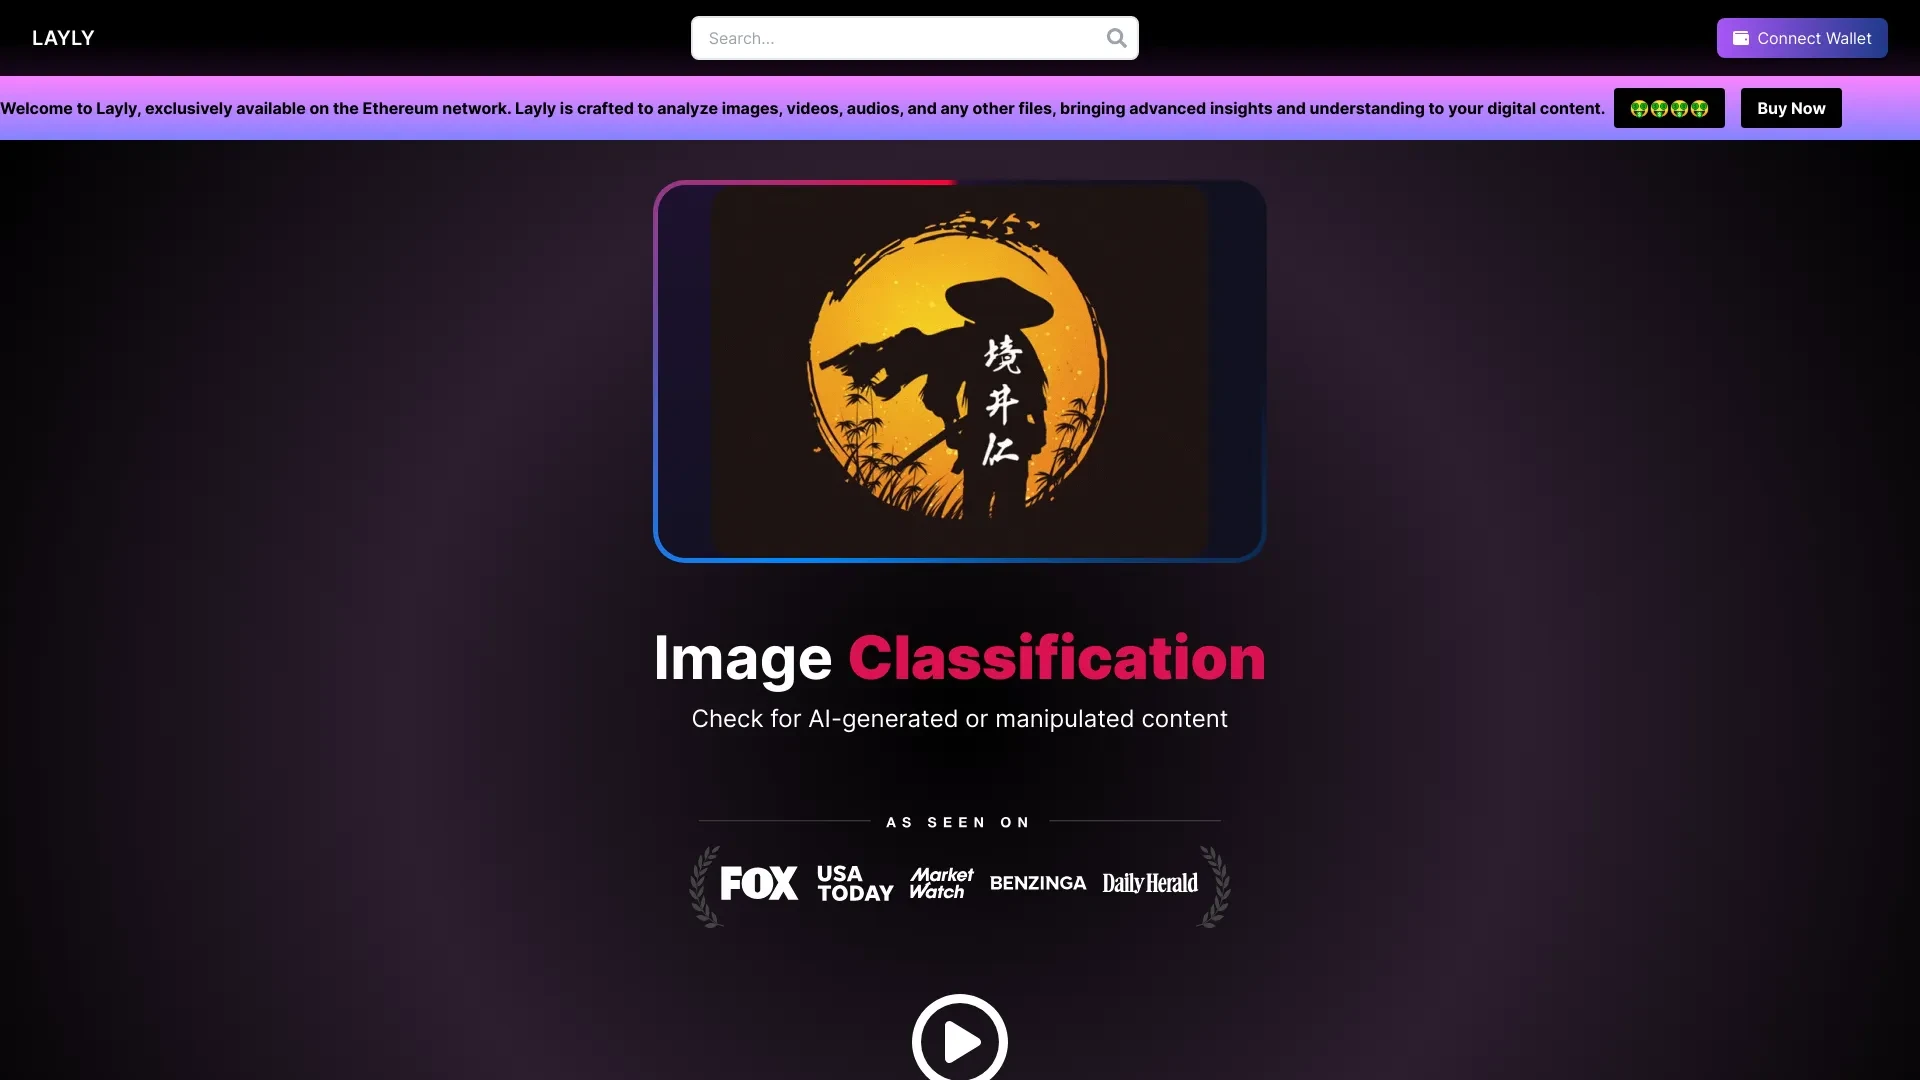 LAYLY
Search...
Connect Wallet
Welcome to Layly, exclusively available on the Ethereum network. Layly is crafted to analyze images, videos, audios, and any other files, bringing advanced insights and understanding to your digital content.
🤑🤑🤑🤑
Buy Now
境
井
仁
Image Classification
Check for AI-generated or manipulated content
AS SEEN ON
FOX
USA
TODAY
Market
Watch
BENZINGA
Daily Herald